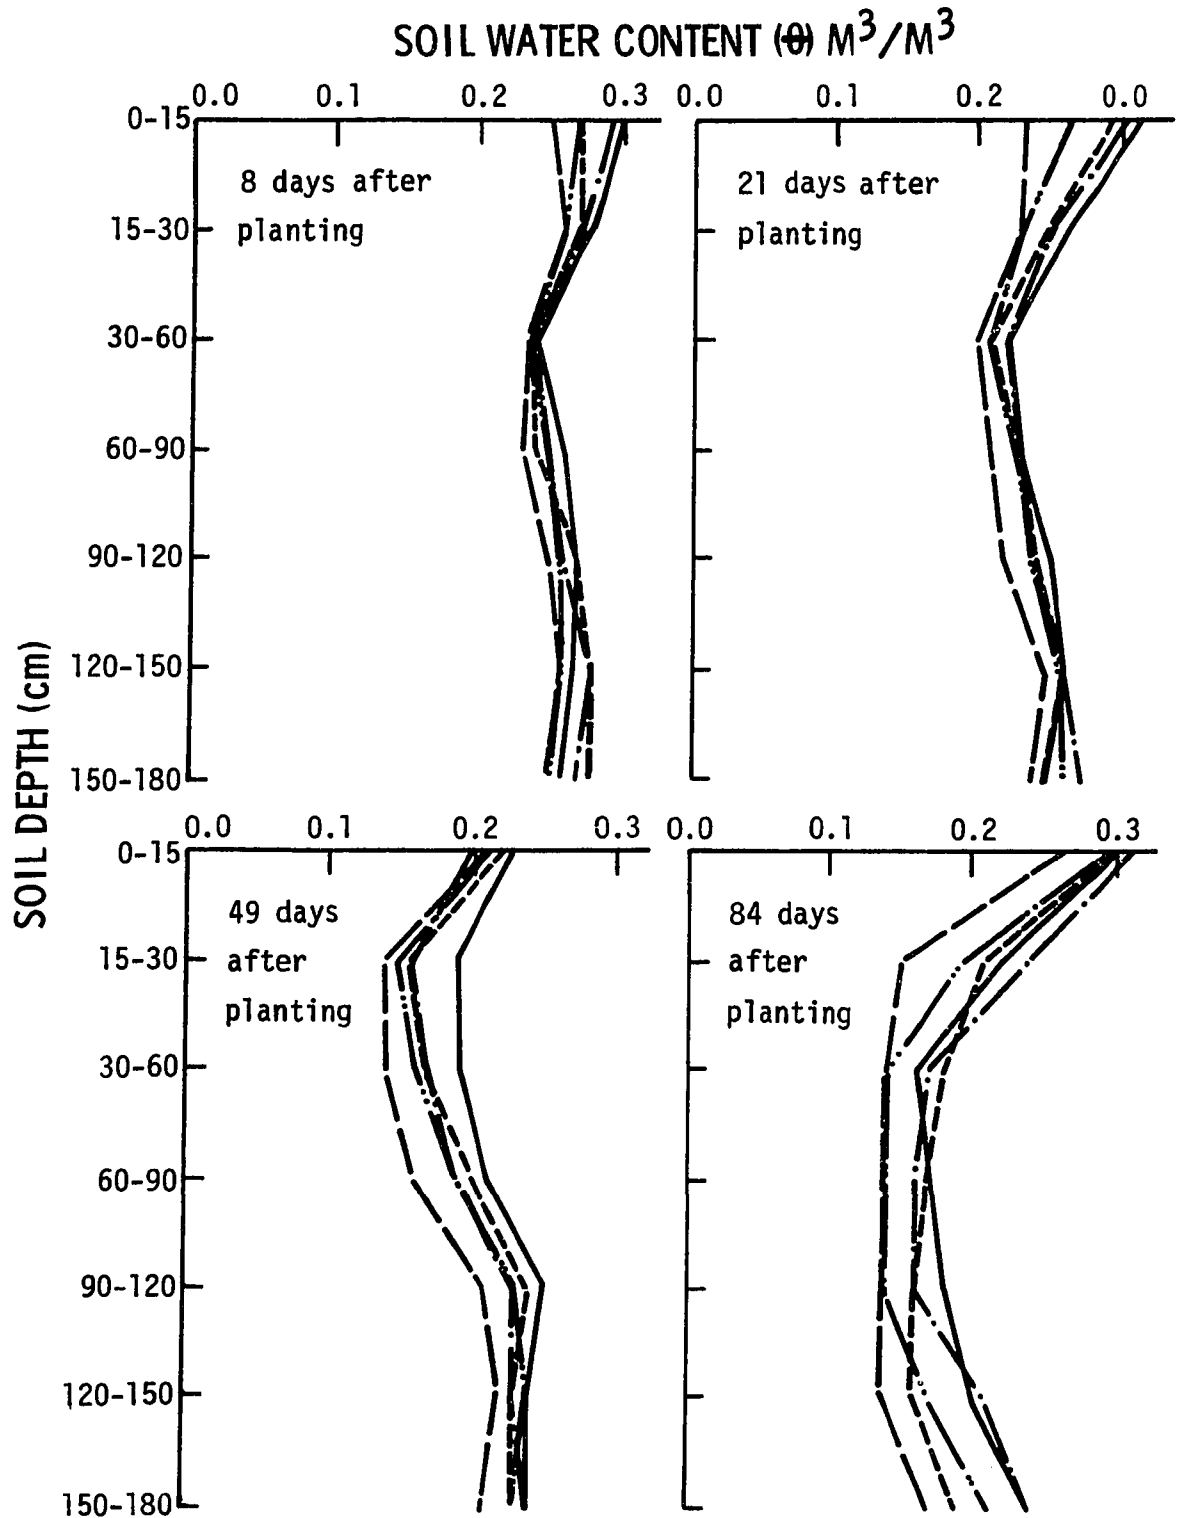 SOIL WATER CONTENT (θ) M³/M³
0.0 0.1 0.2 0.3 0.0 0.1 0.2 0.0
0-15
8 days after
planting
21 days after
planting
15-30
30-60
60-90
90-120
120-150
150-180
SOIL DEPTH (cm)
0.0 0.1 0.2 0.3 0.0 0.1 0.2 0.3
0-15
49 days
after
planting
84 days
after
planting
15-30
30-60
60-90
90-120
120-150
150-180